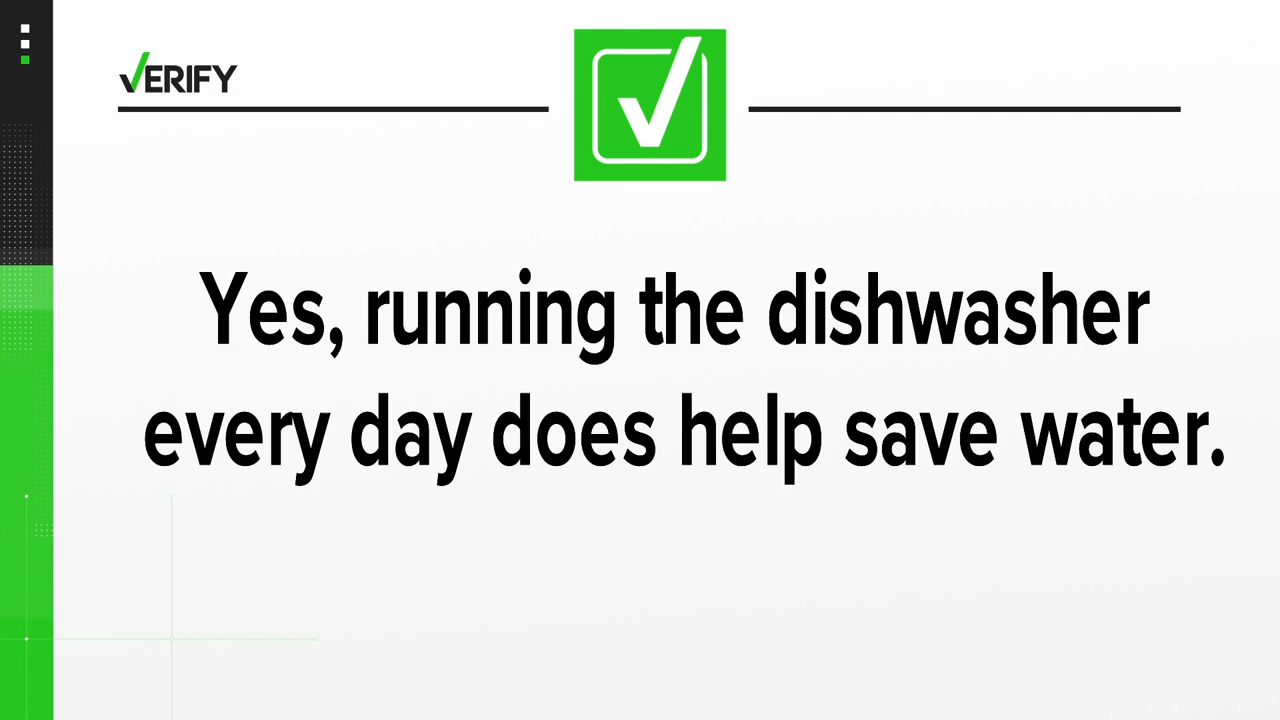 VERIFY
Yes, running the dishwasher
every day does help save water.